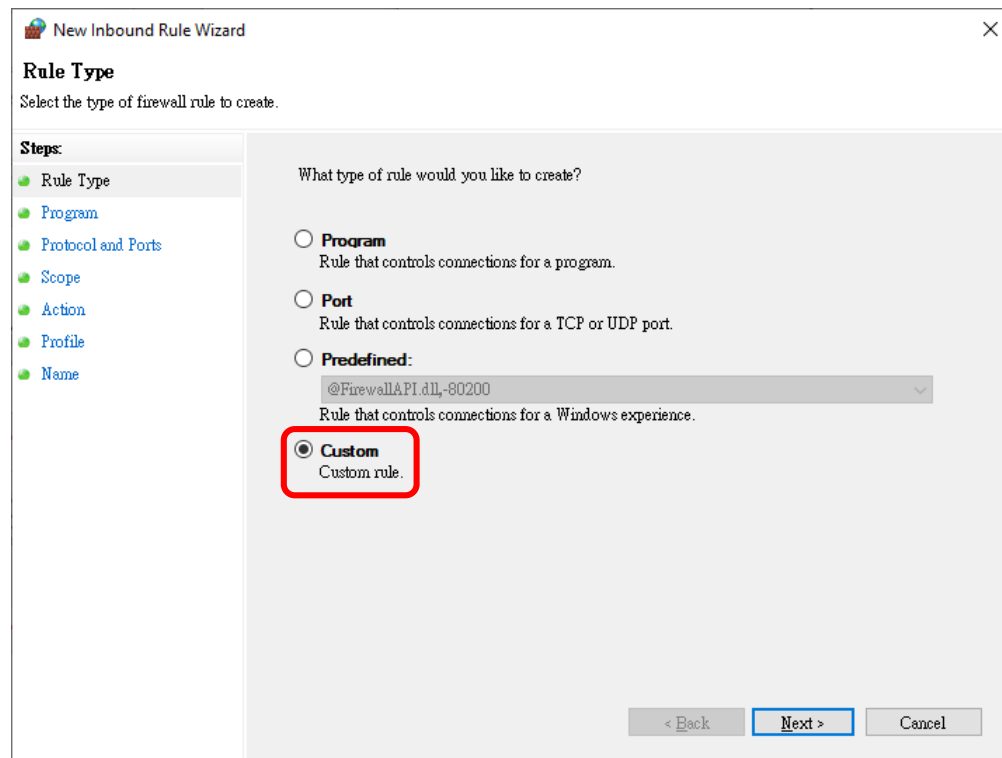 New Inbound Rule Wizard
Rule Type
Select the type of firewall rule to create.
Steps:
Rule Type
Program
Protocol and Ports
Scope
Action
Profile
Name
What type of rule would you like to create?
Program
Rule that controls connections for a program.
Port
Rule that controls connections for a TCP or UDP port.
Predefined:
@FirewallAPI.dll,-80200
Rule that controls connections for a Windows experience.
Custom
Custom rule.
< Back
Next >
Cancel